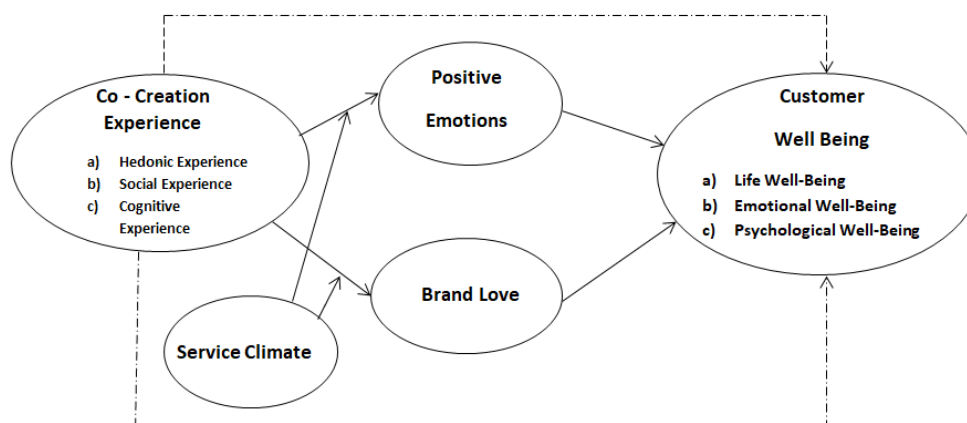 Co - Creation
Experience
a) Hedonic Experience
b) Social Experience
c) Cognitive
Experience
Positive
Emotions
Brand Love
Service Climate
Customer
Well Being
a) Life Well-Being
b) Emotional Well-Being
c) Psychological Well-Being